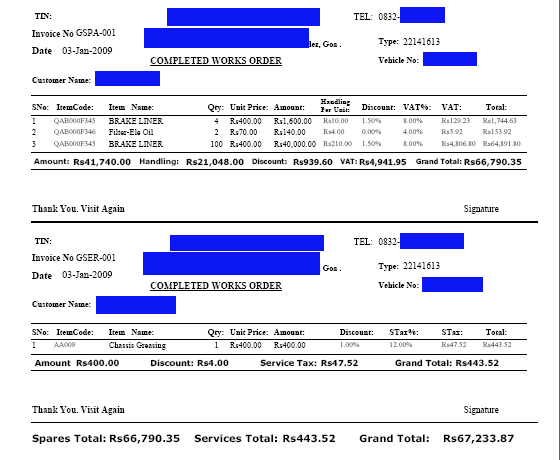 TIN: TEL: 0832-
Invoice No GSPA-001 lez, Goa . Type: 22141613
Date 03-Jan-2009 Vehicle No:
COMPLETED WORKS ORDER
Customer Name:
SNo: ItemCode: Item Name: Qty: Unit Price: Amount: Handling Per Unit: Discount: VAT%: VAT: Total:
1 QAB000F345 BRAKE LINER 4 Rs400.00 Rs1,600.00 Rs10.00 1.50% 8.00% Rs129.23 Rs1,744.63
2 QAB000F346 Filter-Ele Oil 2 Rs70.00 Rs140.00 Rs4.00 0.00% 4.00% Rs5.92 Rs153.92
3 QAB000F345 BRAKE LINER 100 Rs400.00 Rs40,000.00 Rs210.00 1.50% 8.00% Rs4,806.80 Rs64,891.80
Amount: Rs41,740.00 Handling: Rs21,048.00 Discount: Rs939.60 VAT: Rs4,941.95 Grand Total: Rs66,790.35
Thank You. Visit Again Signature
TIN: TEL: 0832-
Invoice No GSER-001 Goa . Type: 22141613
Date 03-Jan-2009 Vehicle No:
COMPLETED WORKS ORDER
Customer Name:
SNo: ItemCode: Item Name: Qty: Unit Price: Amount: Discount: STax%: STax: Total:
1 AA009 Chassis Greasing 1 Rs400.00 Rs400.00 1.00% 12.00% Rs47.52 Rs443.52
Amount Rs400.00 Discount: Rs4.00 Service Tax: Rs47.52 Grand Total: Rs443.52
Thank You. Visit Again Signature
Spares Total: Rs66,790.35 Services Total: Rs443.52 Grand Total: Rs67,233.87